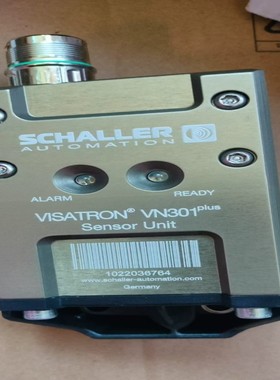 SCHALLER
AUTOMATION
ALARM
READY
VISATRON® VN301plus
Sensor Unit
1022036764
www.schaller-automation.com
Germany